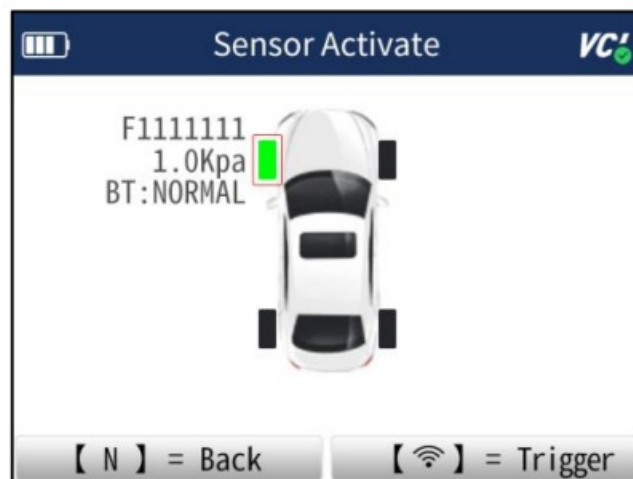 Sensor Activate
VCI
F1111111
1.0Kpa
BT:NORMAL
【 N 】 = Back
【 】 = Trigger